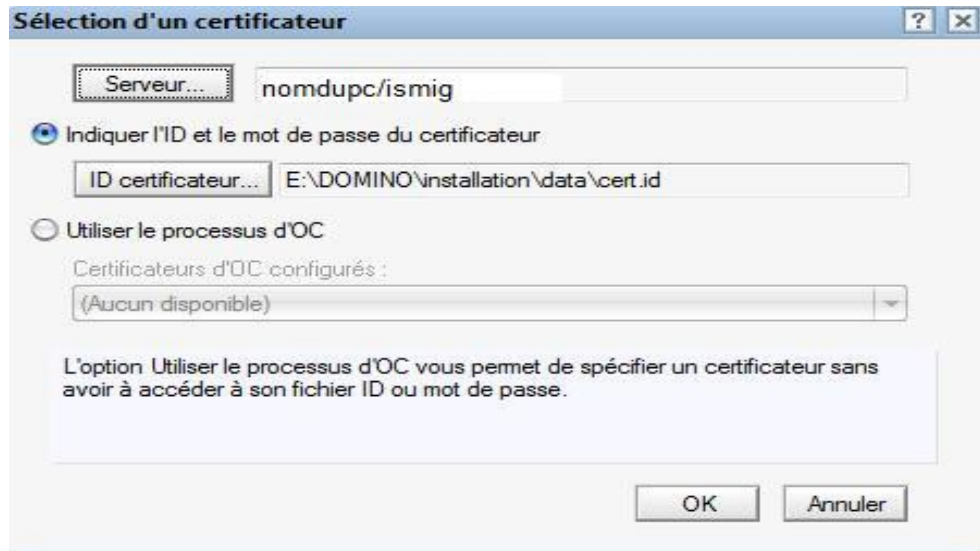 Sélection d'un certificateur
Serveur... nomdupc/ismig
Indiquer l'ID et le mot de passe du certificateur
ID certificateur... E:\DOMINO\installation\data\cert.id
Utiliser le processus d'OC
Certificateurs d'OC configurés :
(Aucun disponible)
L'option Utiliser le processus d'OC vous permet de spécifier un certificateur sans
avoir à accéder à son fichier ID ou mot de passe.
OK Annuler